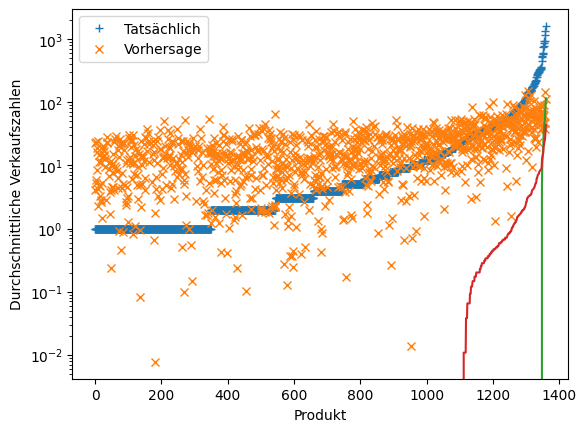 Tatsächlich
Vorhersage
Durchschnittliche Verkaufszahlen
10³
10²
10¹
10⁰
10⁻¹
10⁻²
0 200 400 600 800 1000 1200 1400
Produkt